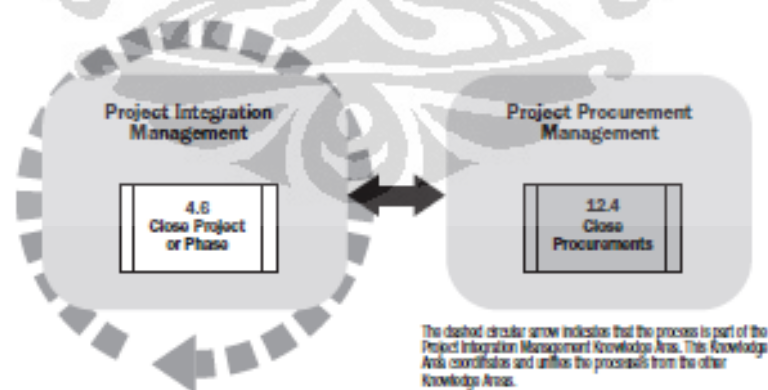 Project Integration
Management
4.6
Close Project
or Phase
Project Procurement
Management
12.4
Close
Procurements
The dashed circular arrow indicates that the process is part of the
Project Integration Management Knowledge Area. This Knowledge
Area coordinates and unifies the processes from the other
Knowledge Areas.